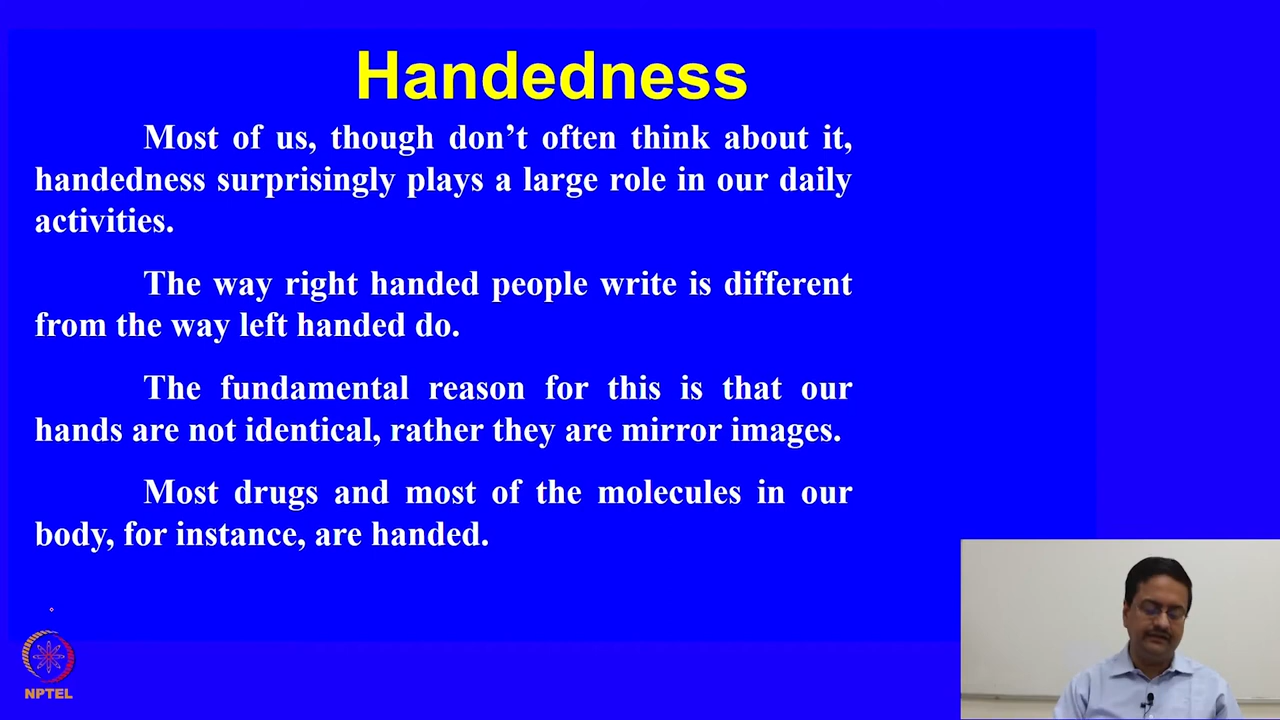 Handedness
Most of us, though don’t often think about it,
handedness surprisingly plays a large role in our daily
activities.
The way right handed people write is different
from the way left handed do.
The fundamental reason for this is that our
hands are not identical, rather they are mirror images.
Most drugs and most of the molecules in our
body, for instance, are handed.
NPTEL